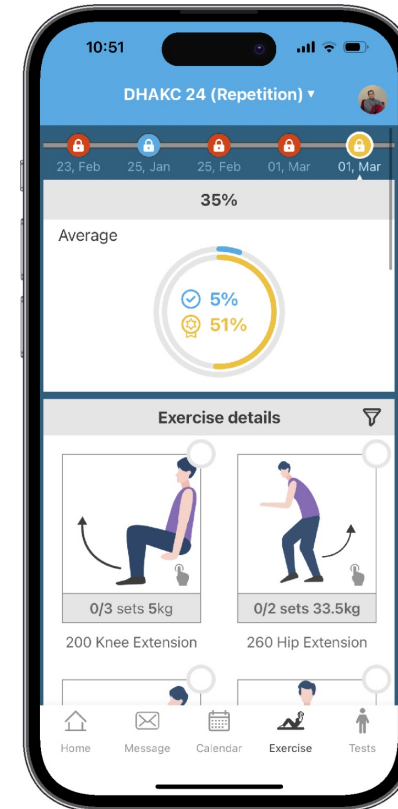 10:51
DHAKC 24 (Repetition) ▾
23, Feb 25, Jan 25, Feb 01, Mar 01, Mar
35%
Average
5%
51%
Exercise details
0/3 sets 5kg 0/2 sets 33.5kg
200 Knee Extension 260 Hip Extension
Home Message Calendar Exercise Tests